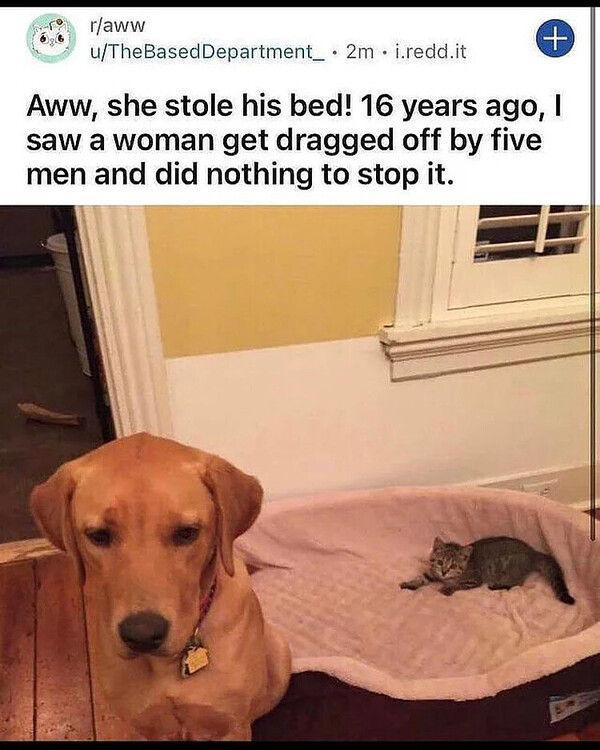 r/aww
u/TheBasedDepartment_ • 2m • i.redd.it
Aww, she stole his bed! 16 years ago, I
saw a woman get dragged off by five
men and did nothing to stop it.